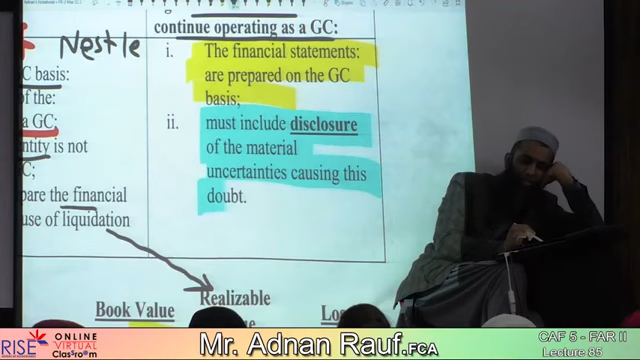 continue operating as a GC:
Nestle
i. The financial statements:
are prepared on the GC
basis;
ii. must include disclosure
of the material
uncertainties causing this
doubt.
C basis:
of the:
a GC:
entity is not
C;
pare the financial
use of liquidation
Book Value
Realizable
RISE
ONLINE
VIRTUAL
Classroom
Mr. Adnan Rauf.FCA
CAF 5 - FAR II
Lecture 85